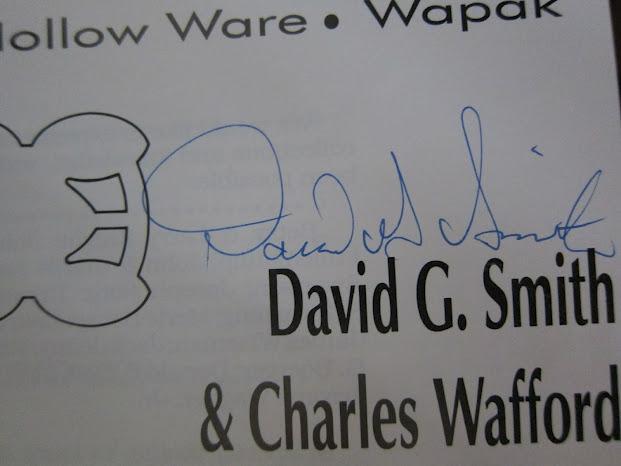 Hollow Ware • Wapak
David G Smith
David G. Smith
& Charles Wafford